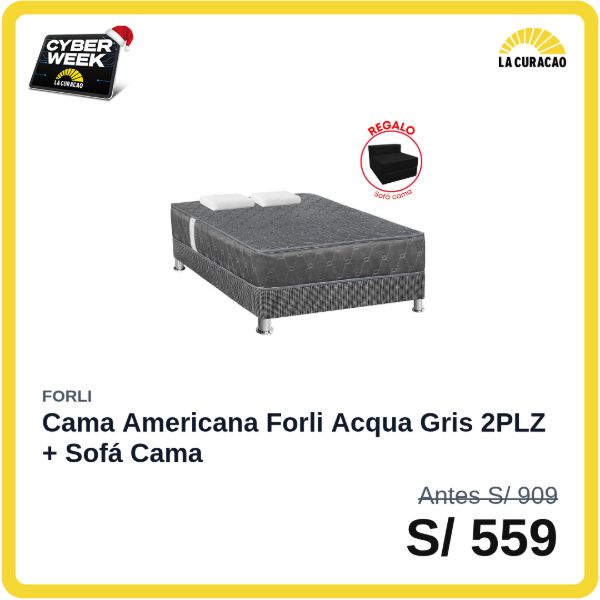 CYBER
WEEK
LA CURACAO
LA CURACAO
REGALO
Sofá cama
FORLI
Cama Americana Forli Acqua Gris 2PLZ
+ Sofá Cama
Antes S/ 909
S/ 559